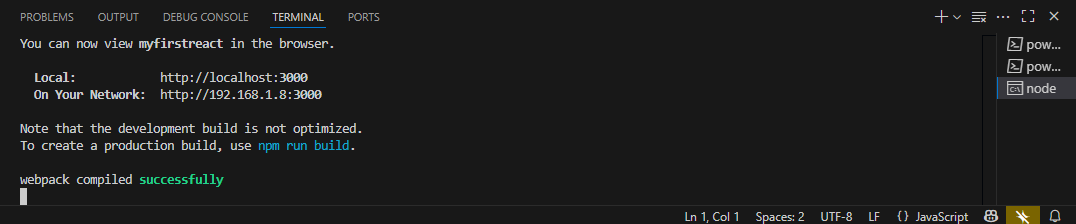 PROBLEMS OUTPUT DEBUG CONSOLE TERMINAL PORTS
You can now view myfirstreact in the browser.
Local: http://localhost:3000
On Your Network: http://192.168.1.8:3000
Note that the development build is not optimized.
To create a production build, use npm run build.
webpack compiled successfully
pow...
pow...
node
Ln 1, Col 1 Spaces: 2 UTF-8 LF {} JavaScript